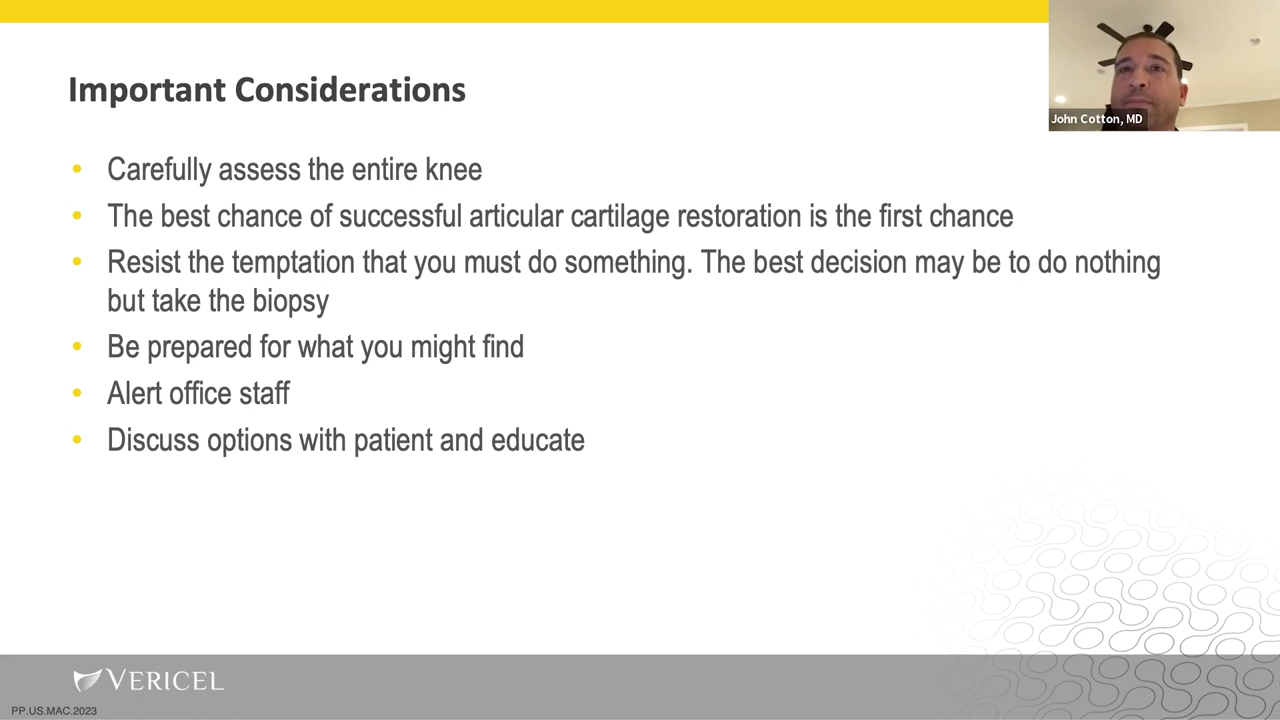 Important Considerations
John Cotton, MD
• Carefully assess the entire knee
• The best chance of successful articular cartilage restoration is the first chance
• Resist the temptation that you must do something. The best decision may be to do nothing
but take the biopsy
• Be prepared for what you might find
• Alert office staff
• Discuss options with patient and educate
VERICEL
PP.US.MAC.2023